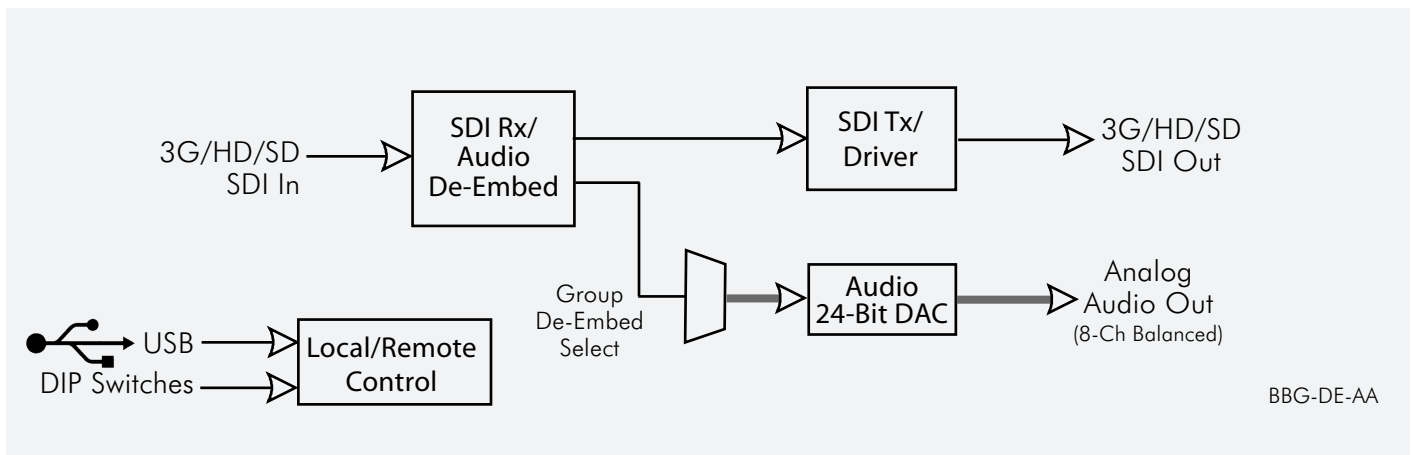 3G/HD/SD
SDI In
SDI Rx/
Audio
De-Embed
SDI Tx/
Driver
3G/HD/SD
SDI Out
Group
De-Embed
Select
Audio
24-Bit DAC
Analog
Audio Out
(8-Ch Balanced)
USB
DIP Switches
Local/Remote
Control
BBG-DE-AA